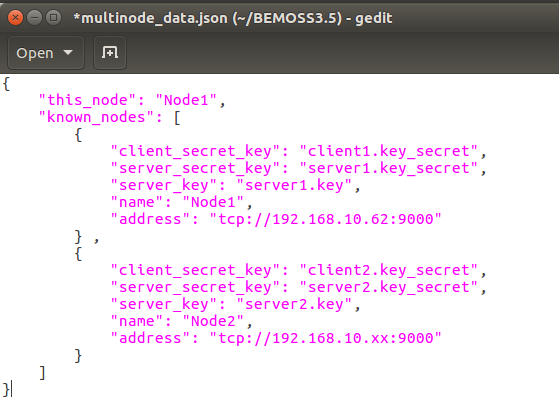 *multinode_data.json (~/BEMOSS3.5) - gedit
Open
{
    "this_node": "Node1",
    "known_nodes": [
        {
            "client_secret_key": "client1.key_secret",
            "server_secret_key": "server1.key_secret",
            "server_key": "server1.key",
            "name": "Node1",
            "address": "tcp://192.168.10.62:9000"
        } ,
        {
            "client_secret_key": "client2.key_secret",
            "server_secret_key": "server2.key_secret",
            "server_key": "server2.key",
            "name": "Node2",
            "address": "tcp://192.168.10.xx:9000"
        }
    ]
}